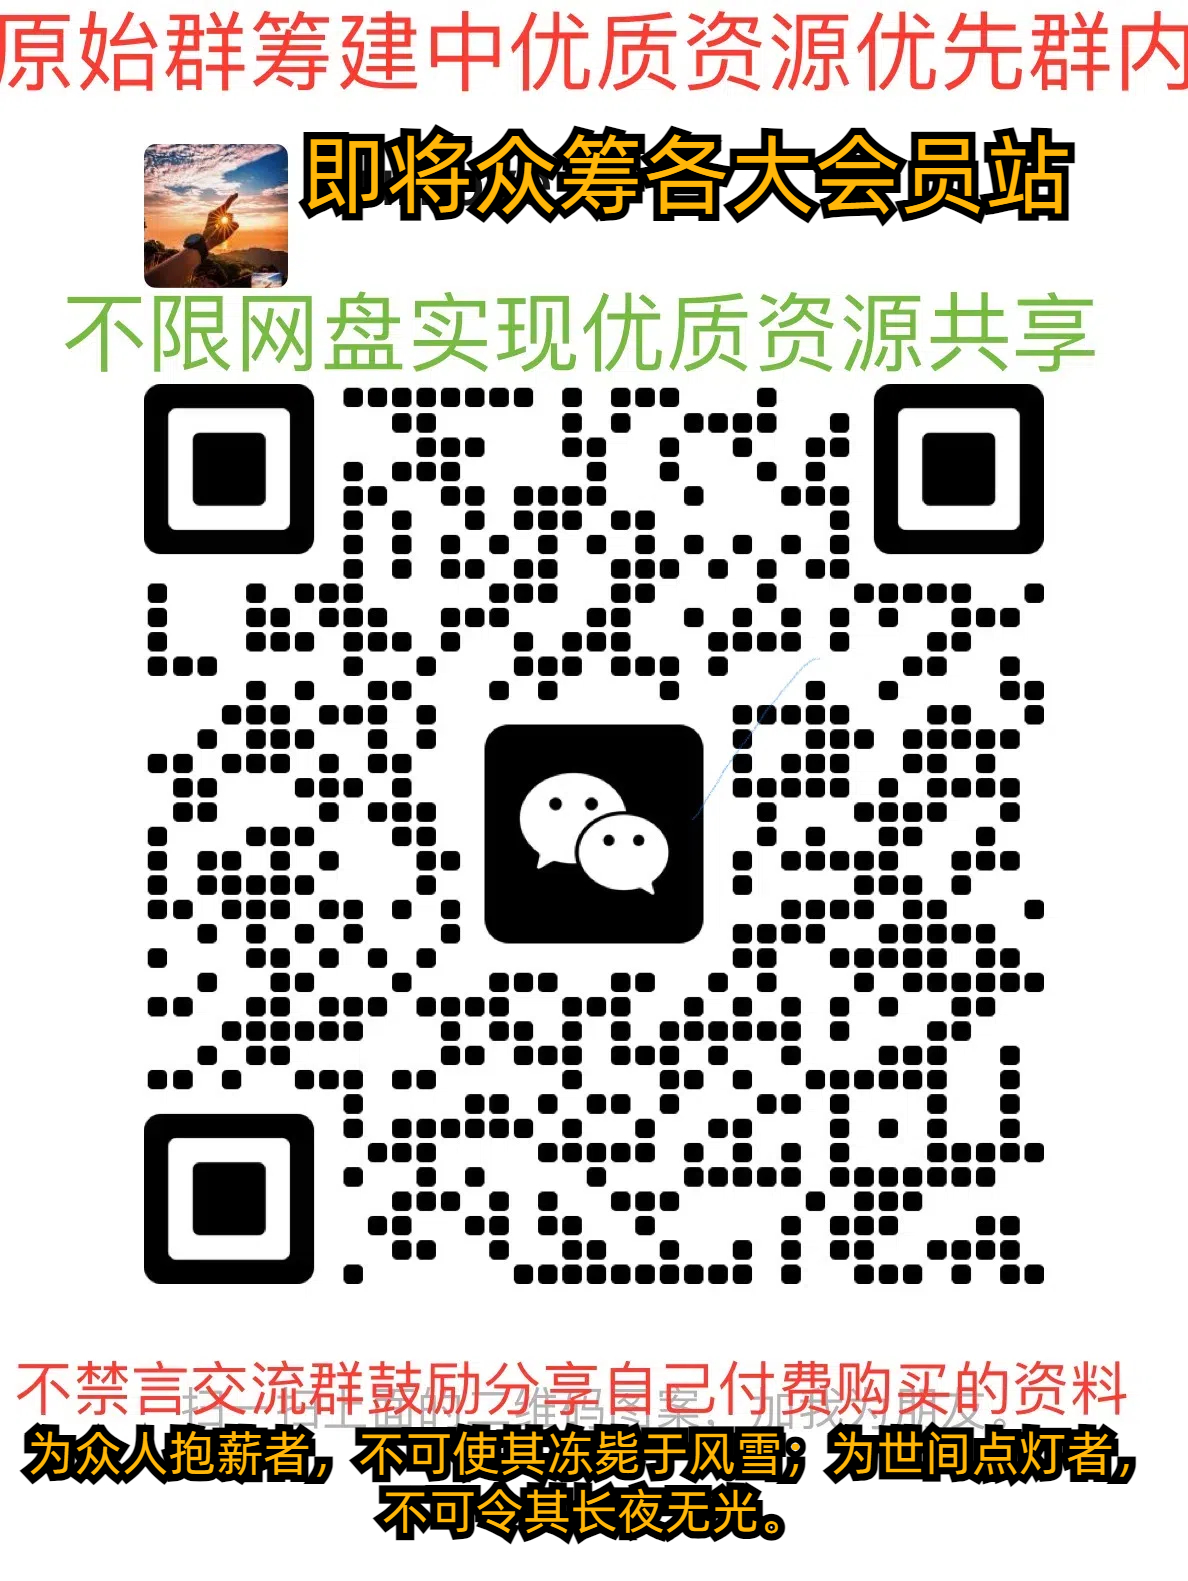 原始群筹建中优质资源优先群内
即将众筹各大会员站
不限网盘实现优质资源共享
不禁言交流群鼓励分享自己付费购买的资料
扫一扫上面的二维码图案，加我为朋友。
为众人抱薪者，不可使其冻毙于风雪；为世间点灯者，
不可令其长夜无光。